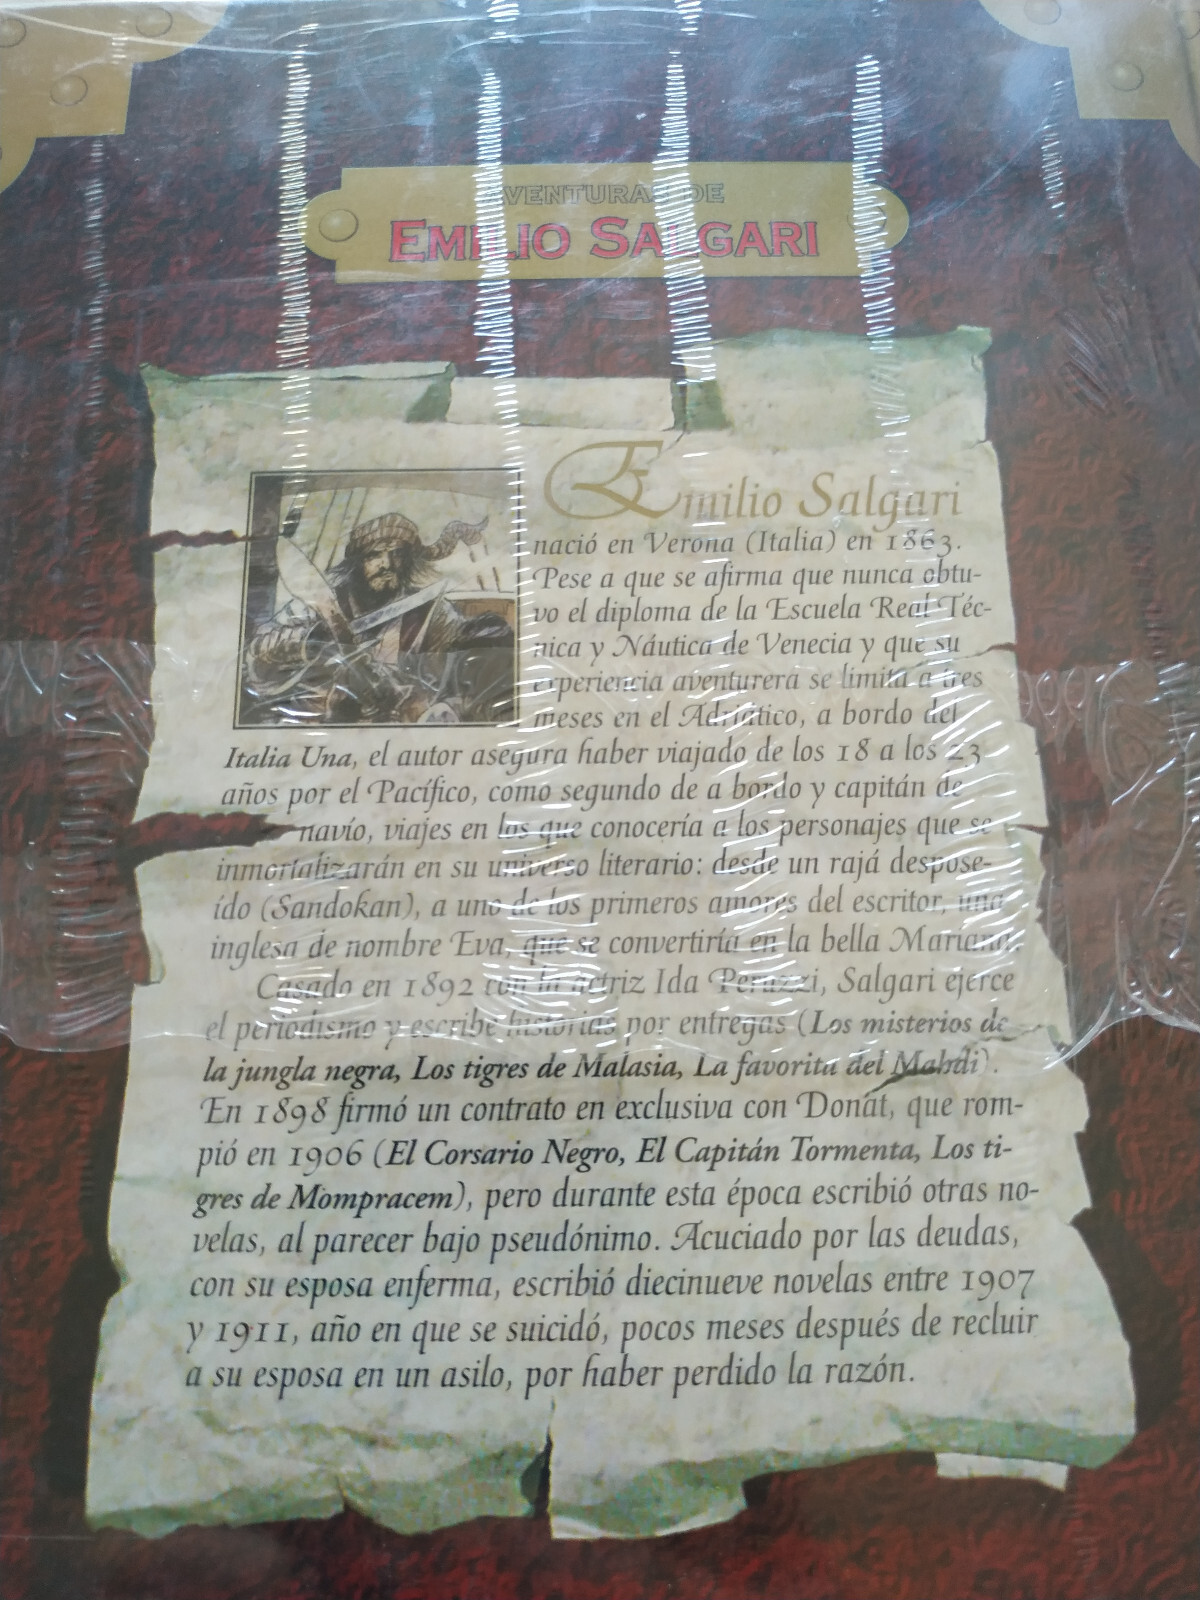 AVENTURAS DE
EMILIO SALGARI
Emilio Salgari
nació en Verona (Italia) en 1863.
Pese a que se afirma que nunca obtu-
vo el diploma de la Escuela Real Téc-
nica y Náutica de Venecia y que su
experiencia aventurera se limita a tres
meses en el Adriático, a bordo del
Italia Una, el autor asegura haber viajado de los 18 a los 23
años por el Pacífico, como segundo de a bordo y capitán de
navío, viajes en los que conocería a los personajes que se
inmortalizarán en su universo literario: desde un rajá despose-
ído (Sandokan), a uno de los primeros amores del escritor, una
inglesa de nombre Eva, que se convertiría en la bella Mariana.
Casado en 1892 con la actriz Ida Peruzzi, Salgari ejerce
el periodismo y escribe historias por entregas (Los misterios de
la jungla negra, Los tigres de Malasia, La favorita del Mahdi).
En 1898 firmó un contrato en exclusiva con Donat, que rom-
pió en 1906 (El Corsario Negro, El Capitán Tormenta, Los ti-
gres de Mompracem), pero durante esta época escribió otras no-
velas, al parecer bajo pseudónimo. Acuciado por las deudas,
con su esposa enferma, escribió diecinueve novelas entre 1907
y 1911, año en que se suicidó, pocos meses después de recluir
a su esposa en un asilo, por haber perdido la razón.